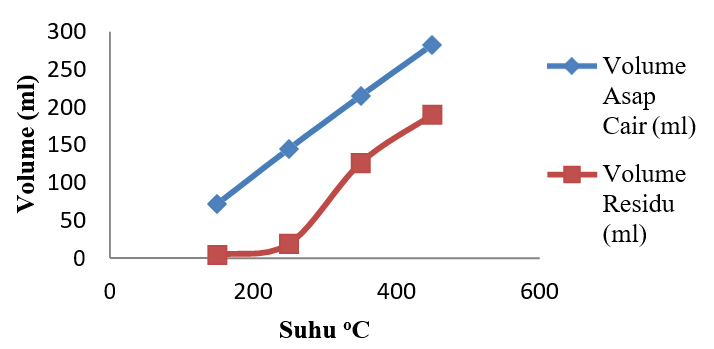 300
250
200
150
100
50
0
Volume (ml)
0
200
400
600
Suhu ºC
Volume
Asap
Cair (ml)
Volume
Residu
(ml)